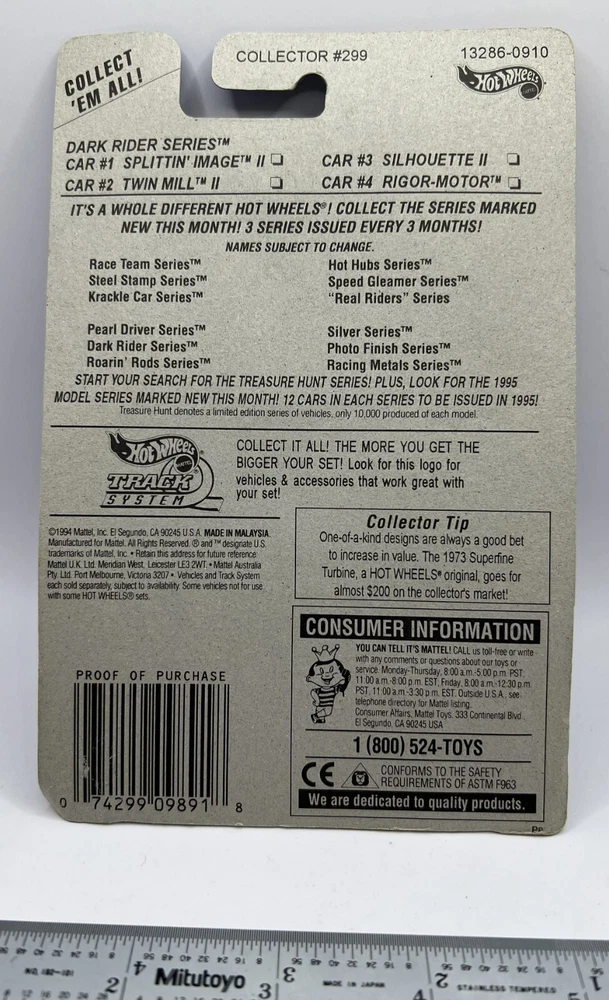 COLLECT
'EM ALL!
COLLECTOR #299
13286-0910
Hot Wheels
DARK RIDER SERIES™
CAR #1 SPLITTIN' IMAGE™ II ☐ CAR #3 SILHOUETTE II ☐
CAR #2 TWIN MILL™ II ☐ CAR #4 RIGOR-MOTOR™ ☐
IT'S A WHOLE DIFFERENT HOT WHEELS®! COLLECT THE SERIES MARKED
NEW THIS MONTH! 3 SERIES ISSUED EVERY 3 MONTHS!
NAMES SUBJECT TO CHANGE.
Race Team Series™
Steel Stamp Series™
Krackle Car Series™
Pearl Driver Series™
Dark Rider Series™
Roarin' Rods Series™
Hot Hubs Series™
Speed Gleamer Series™
"Real Riders" Series
Silver Series™
Photo Finish Series™
Racing Metals Series™
START YOUR SEARCH FOR THE TREASURE HUNT SERIES! PLUS, LOOK FOR THE 1995
MODEL SERIES MARKED NEW THIS MONTH! 12 CARS IN EACH SERIES TO BE ISSUED IN 1995!
Treasure Hunt denotes a limited edition series of vehicles, only 10,000 produced of each model.
Hot Wheels
TRACK
SYSTEM
COLLECT IT ALL! THE MORE YOU GET THE
BIGGER YOUR SET! Look for this logo for
vehicles & accessories that work great with
your set!
©1994 Mattel, Inc. El Segundo, CA 90245 U.S.A. MADE IN MALAYSIA.
Manufactured for Mattel. All Rights Reserved. ® and ™ designate U.S.
trademarks of Mattel, Inc. • Retain this address for future reference:
Mattel U.K. Ltd. Meridian West, Leicester LE3 2WT. • Mattel Australia
Pty. Ltd. Port Melbourne, Victoria 3207 • Vehicles and Track System
each sold separately, subject to availability. Some vehicles not for use
with some HOT WHEELS® sets.
Collector Tip
One-of-a-kind designs are always a good bet
to increase in value. The 1973 Superfine
Turbine, a HOT WHEELS® original, goes for
almost $200 on the collector's market!
CONSUMER INFORMATION
YOU CAN TELL IT'S MATTEL! CALL us toll-free or write
with any comments or questions about our toys or
service. Monday-Thursday, 8:00 a.m.-5:00 p.m. PST,
11:00 a.m.-8:00 p.m. EST; Friday, 8:00 a.m.-12:30 p.m.
PST, 11:00 a.m.-3:30 p.m. EST. Outside U.S.A., see
telephone directory for Mattel listing.
Consumer Affairs, Mattel Toys, 333 Continental Blvd.,
El Segundo, CA 90245 USA
1 (800) 524-TOYS
CE
CONFORMS TO THE SAFETY
REQUIREMENTS OF ASTM F963
We are dedicated to quality products.
PROOF OF PURCHASE
0 74299 09891 8
PP
2 4 Mitutoyo 3 3 MADE IN JAPAN 4 2 STAINLESS TEMPERED 1